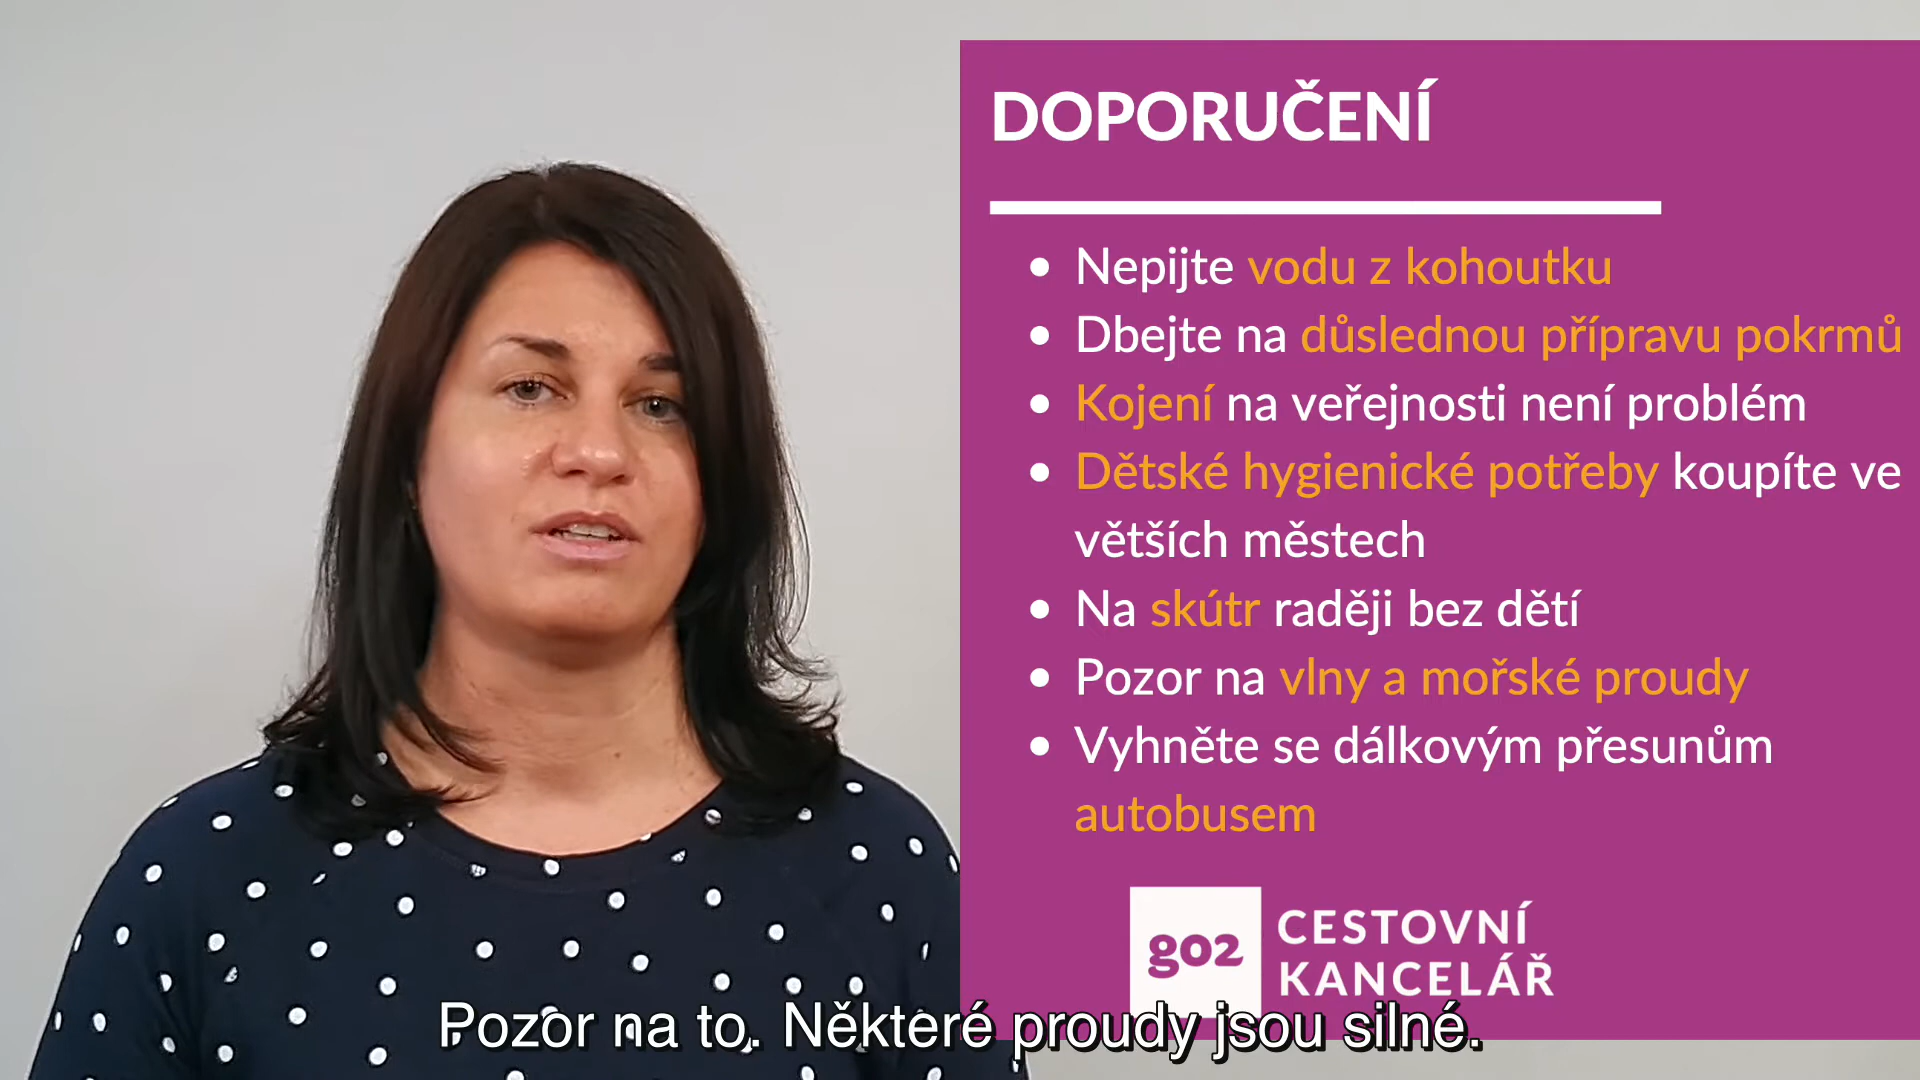 DOPORUČENÍ
• Nepijte vodu z kohoutku
• Dbejte na důslednou přípravu pokrmů
• Kojení na veřejnosti není problém
• Dětské hygienické potřeby koupíte ve
větších městech
• Na skútr raději bez dětí
• Pozor na vlny a mořské proudy
• Vyhněte se dálkovým přesunům
autobusem
go2
CESTOVNÍ
KANCELÁŘ
Pozor na to. Některé proudy jsou silné.